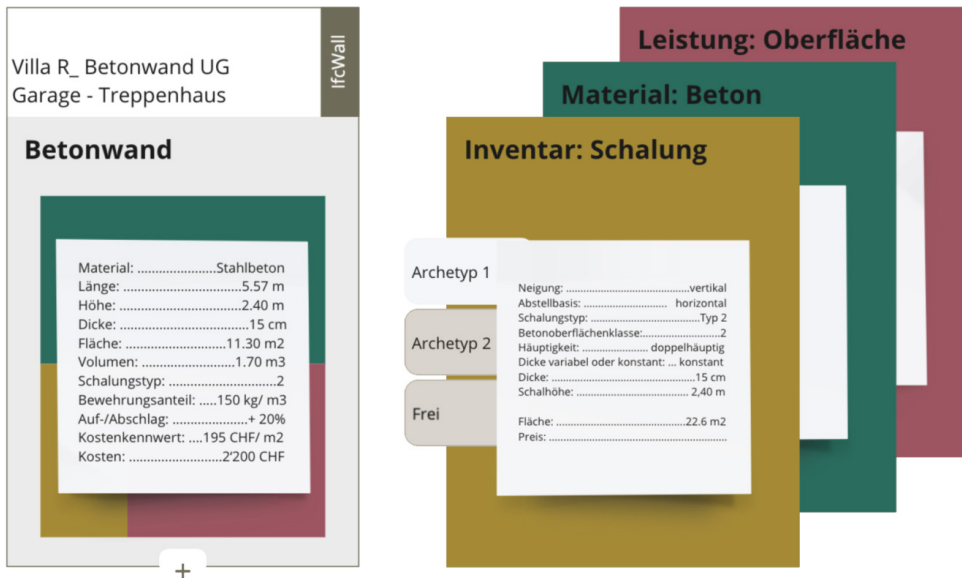 Villa R_ Betonwand UG
Garage - Treppenhaus
IfcWall
Betonwand
Material: ......................Stahlbeton
Länge: .................................5.57 m
Höhe: ..................................2.40 m
Dicke: ...................................15 cm
Fläche: .............................11.30 m2
Volumen: ..........................1.70 m3
Schalungstyp: ..............................2
Bewehrungsanteil: .....150 kg/ m3
Auf-/Abschlag: ....................+ 20%
Kostenkennwert: ....195 CHF/ m2
Kosten: ..........................2'200 CHF
+
Leistung: Oberfläche
Material: Beton
Inventar: Schalung
Archetyp 1
Archetyp 2
Frei
Neigung: ......................................vertikal
Abstellbasis: ......................... horizontal
Schalungstyp: ..................................Typ 2
Betonoberflächenklasse:.......................2
Häuptigkeit: .................... doppelhäuptig
Dicke variabel oder konstant: ... konstant
Dicke: ................................................15 cm
Schalhöhe: .................................. 2,40 m
Fläche: .............................................22.6 m2
Preis: .....................................................